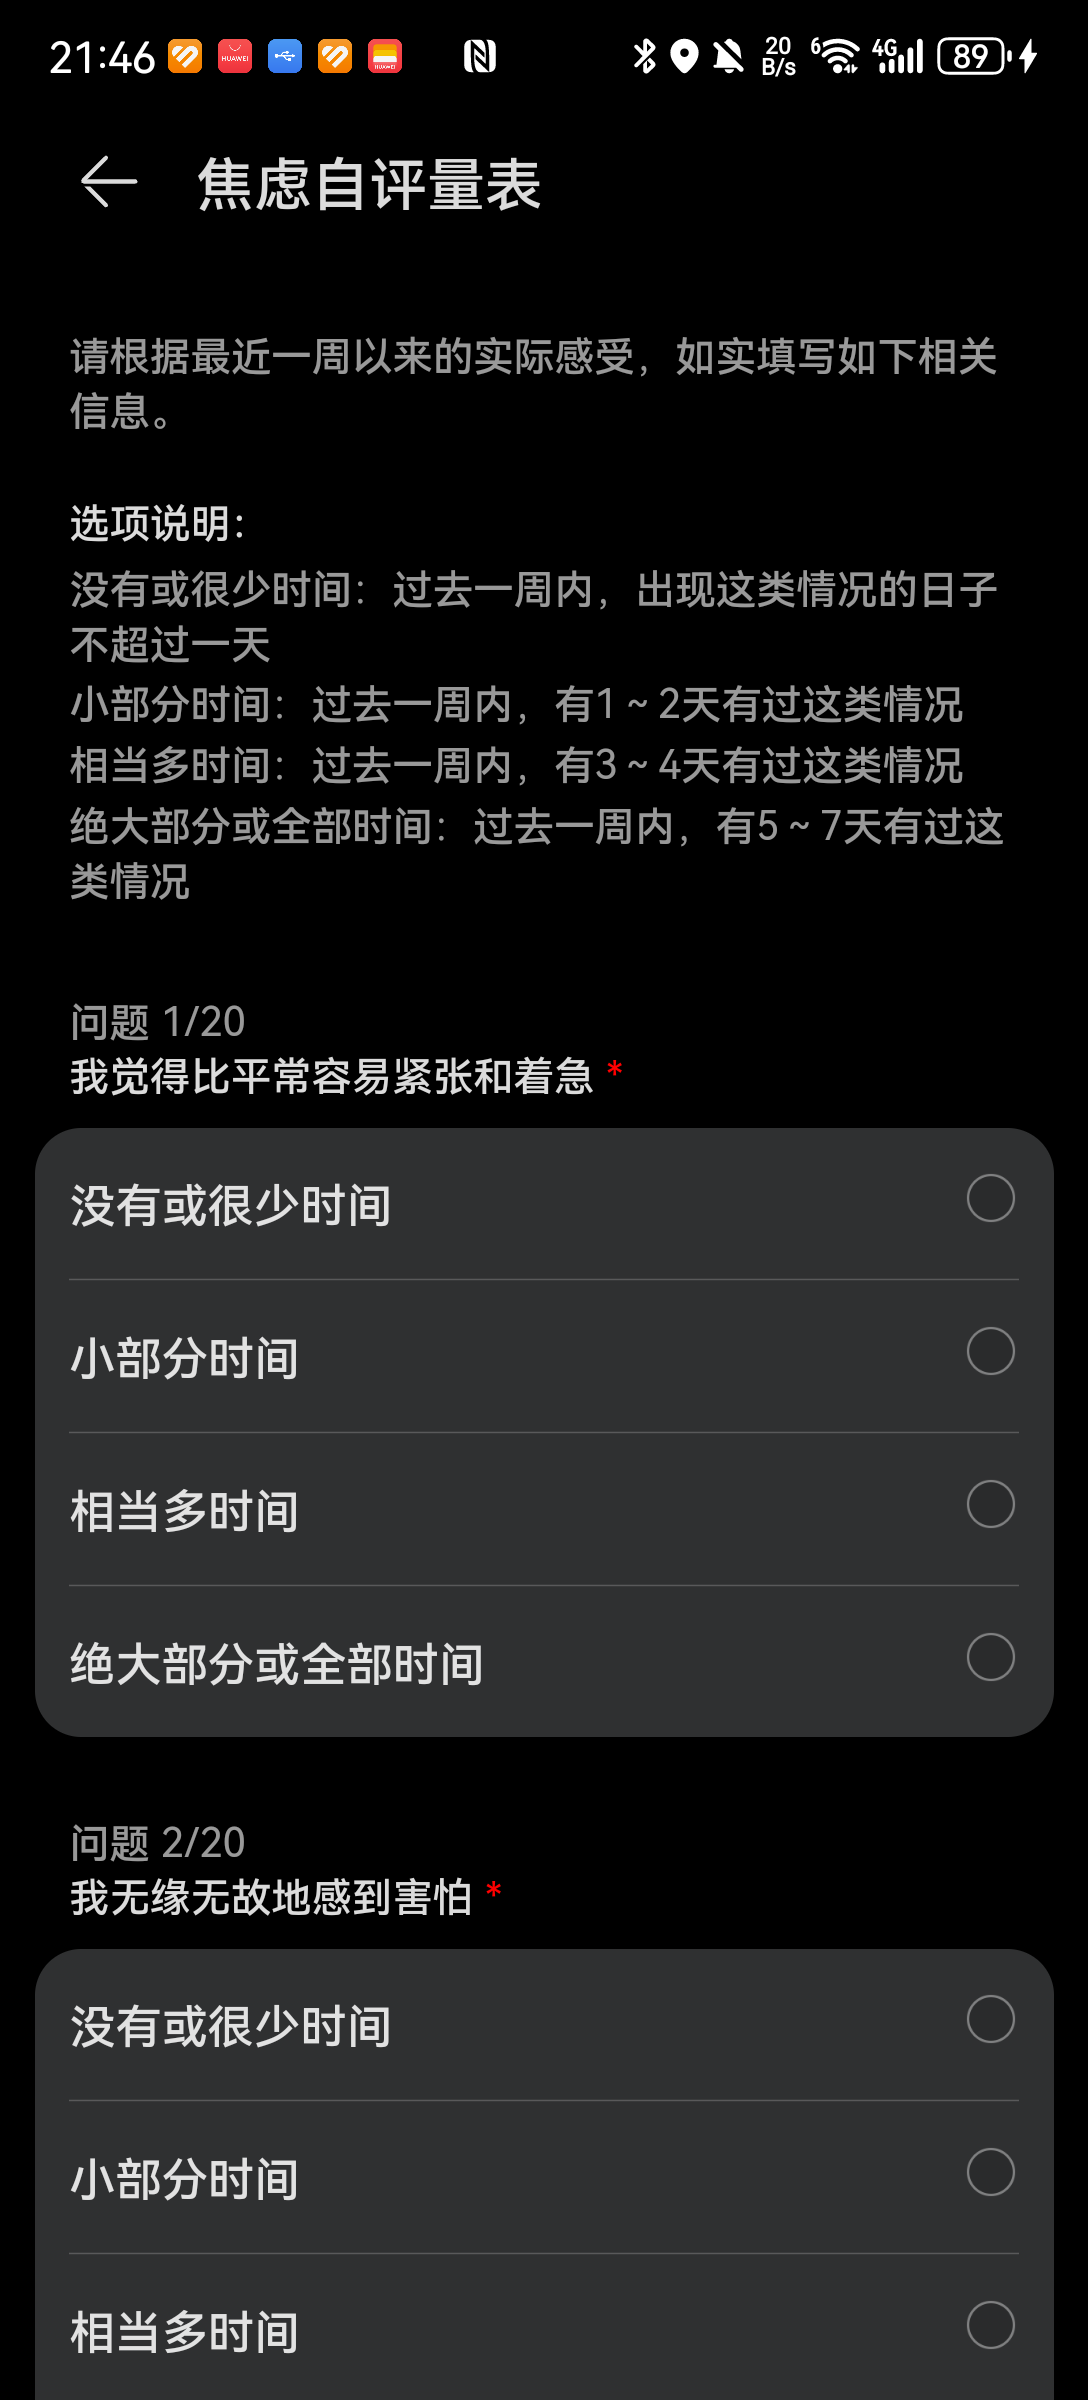 21:46
HUAWEI
HUAWEI
20
B/s
6
4G
89
焦虑自评量表
请根据最近一周以来的实际感受，如实填写如下相关
信息。
选项说明：
没有或很少时间：过去一周内，出现这类情况的日子
不超过一天
小部分时间：过去一周内，有1 ~ 2天有过这类情况
相当多时间：过去一周内，有3 ~ 4天有过这类情况
绝大部分或全部时间：过去一周内，有5 ~ 7天有过这
类情况
问题 1/20
我觉得比平常容易紧张和着急 *
没有或很少时间
小部分时间
相当多时间
绝大部分或全部时间
问题 2/20
我无缘无故地感到害怕 *
没有或很少时间
小部分时间
相当多时间